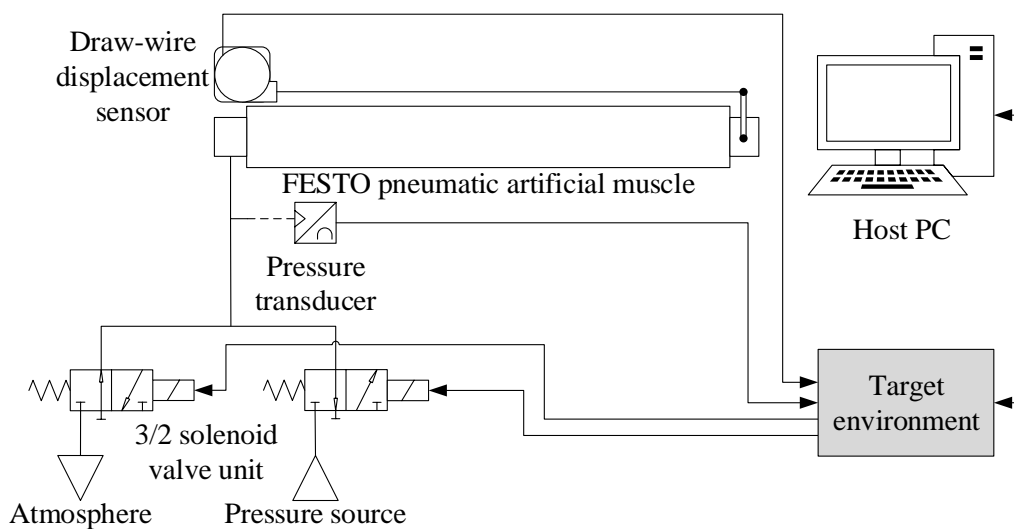 Draw-wire
displacement
sensor
FESTO pneumatic artificial muscle
Host PC
Pressure
transducer
Target
environment
3/2 solenoid
valve unit
Atmosphere
Pressure source